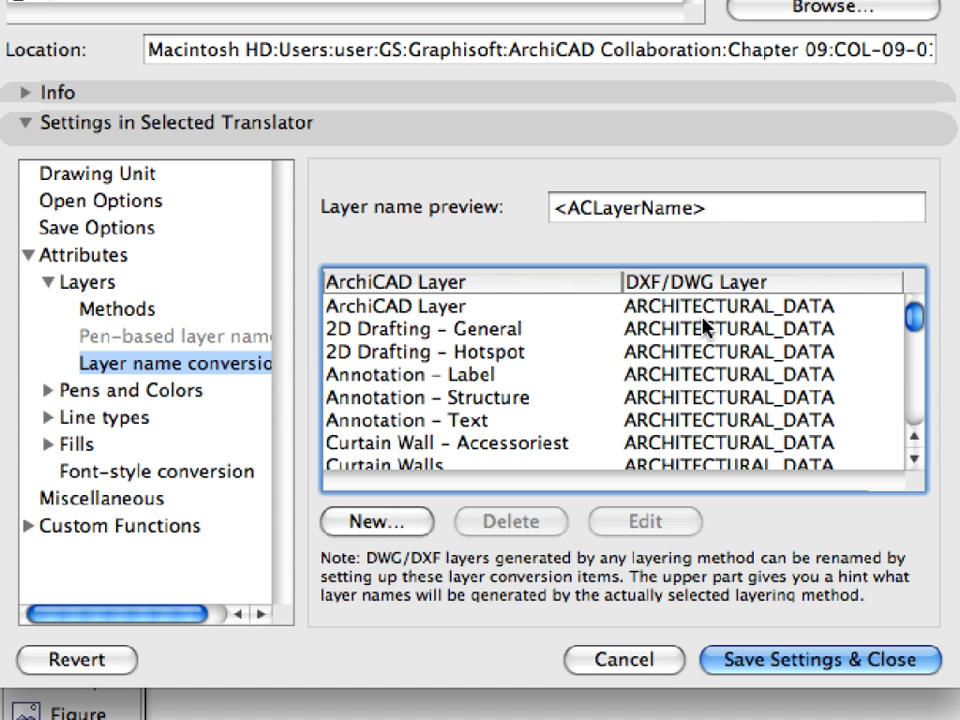 Browse...
Location: Macintosh HD:Users:user:GS:Graphisoft:ArchiCAD Collaboration:Chapter 09:COL-09-01
Info
Settings in Selected Translator
Drawing Unit
Open Options
Save Options
Attributes
Layers
Methods
Pen-based layer nam
Layer name conversio
Pens and Colors
Line types
Fills
Font-style conversion
Miscellaneous
Custom Functions
Layer name preview: <ACLayerName>
ArchiCAD Layer DXF/DWG Layer
ArchiCAD Layer ARCHITECTURAL_DATA
2D Drafting - General ARCHITECTURAL_DATA
2D Drafting - Hotspot ARCHITECTURAL_DATA
Annotation - Label ARCHITECTURAL_DATA
Annotation - Structure ARCHITECTURAL_DATA
Annotation - Text ARCHITECTURAL_DATA
Curtain Wall - Accessoriest ARCHITECTURAL_DATA
Curtain Walls ARCHITECTURAL_DATA
New... Delete Edit
Note: DWG/DXF layers generated by any layering method can be renamed by
setting up these layer conversion items. The upper part gives you a hint what
layer names will be generated by the actually selected layering method.
Revert Cancel Save Settings & Close
Figure